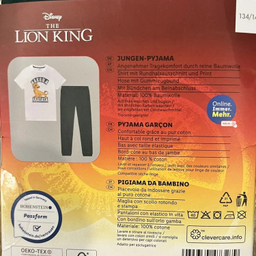 Disney
THE
LION KING
134/14
JUNGEN-PYJAMA
Angenehmer Tragekomfort durch reine Baumwolle
Shirt mit Rundhalsausschnitt und Print
Hose mit Gummizugbund
Mit Bündchen am Beinabschluss
Material: 100% Baumwolle
Online.
Immer.
Mehr.
PYJAMA GARÇON
Confortable grâce au pur coton
Haut à col rond et imprimé
Bas avec taille élastique
Bord-côte au bas de jambe
Matière : 100 % coton
PIGIAMA DA BAMBINO
Piacevole da indossare grazie
al puro cotone
Maglia con scollo rotondo
e stampa
Pantaloni con elastico in vita
Con bordino sull'orlo gamba
Materiale: 100% cotone
HOHENSTEIN
Passform
OEKO-TEX®
clevercare.info